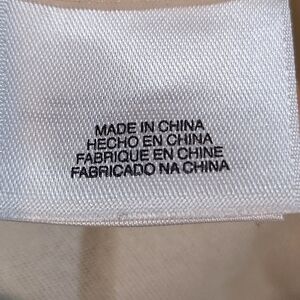 MADE IN CHINA
HECHO EN CHINA
FABRIQUE EN CHINE
FABRICADO NA CHINA